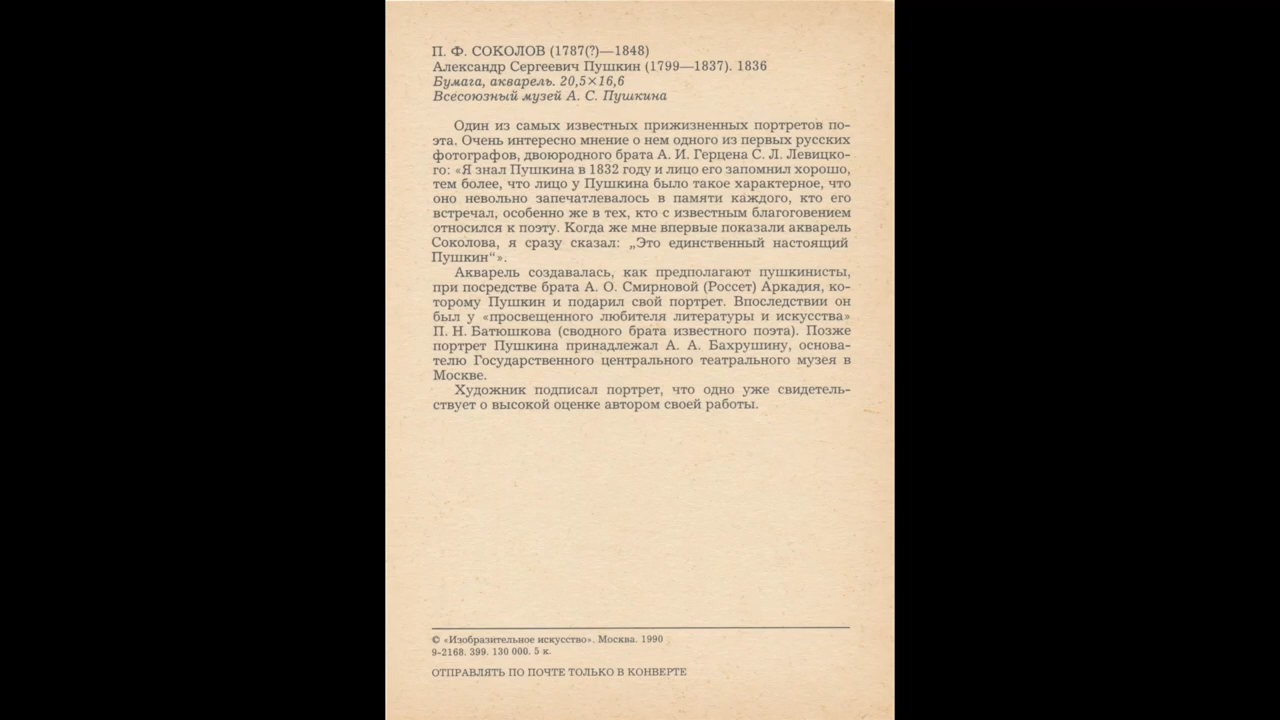 П. Ф. СОКОЛОВ (1787(?)—1848)
Александр Сергеевич Пушкин (1799—1837). 1836
Бумага, акварель. 20,5×16,6
Всесоюзный музей А. С. Пушкина
Один из самых известных прижизненных портретов по-
эта. Очень интересно мнение о нем одного из первых русских
фотографов, двоюродного брата А. И. Герцена С. Л. Левицко-
го: «Я знал Пушкина в 1832 году и лицо его запомнил хорошо,
тем более, что лицо у Пушкина было такое характерное, что
оно невольно запечатлевалось в памяти каждого, кто его
встречал, особенно же в тех, кто с известным благоговением
относился к поэту. Когда же мне впервые показали акварель
Соколова, я сразу сказал: „Это единственный настоящий
Пушкин“».
Акварель создавалась, как предполагают пушкинисты,
при посредстве брата А. О. Смирновой (Россет) Аркадия, ко-
торому Пушкин и подарил свой портрет. Впоследствии он
был у «просвещенного любителя литературы и искусства»
П. Н. Батюшкова (сводного брата известного поэта). Позже
портрет Пушкина принадлежал А. А. Бахрушину, основа-
телю Государственного центрального театрального музея в
Москве.
Художник подписал портрет, что одно уже свидетель-
ствует о высокой оценке автором своей работы.
© «Изобразительное искусство». Москва. 1990
9-2168. 399. 130 000. 5 к.
ОТПРАВЛЯТЬ ПО ПОЧТЕ ТОЛЬКО В КОНВЕРТЕ